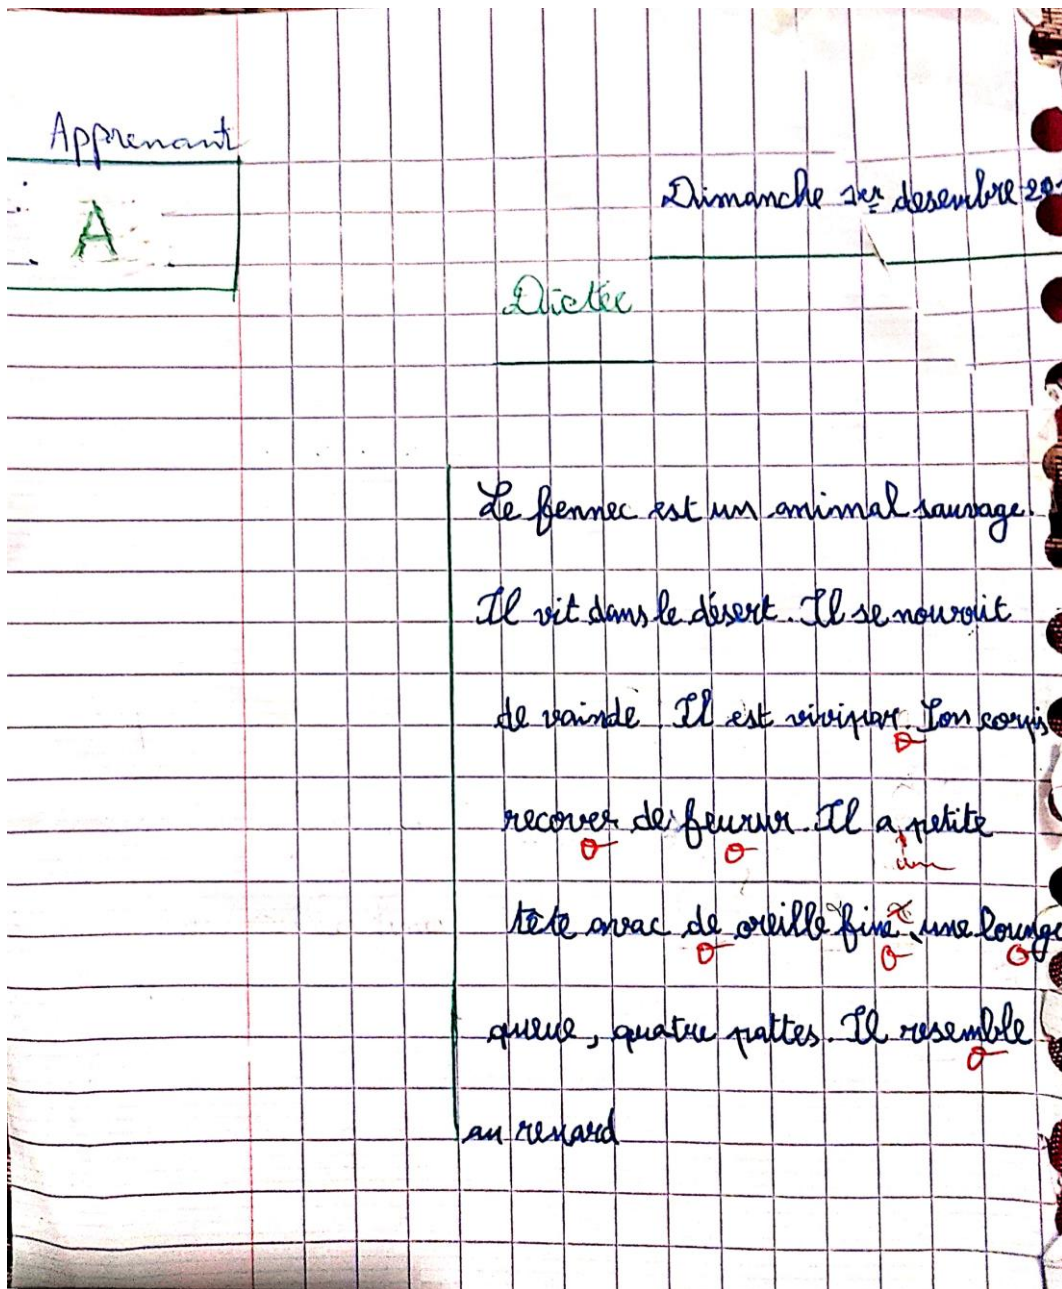 Apprenant
A
Dimanche 1er desembre 20
Dictée
Le fennec est un animal sauvage.
Il vit dans le désert. Il se nourrit
de vainde Il est vivipar. Son corps
recover de feurur. Il a petite
une
tête avac de oreille fine, une lounge
queue, quatre pattes. Il resemble
au renard